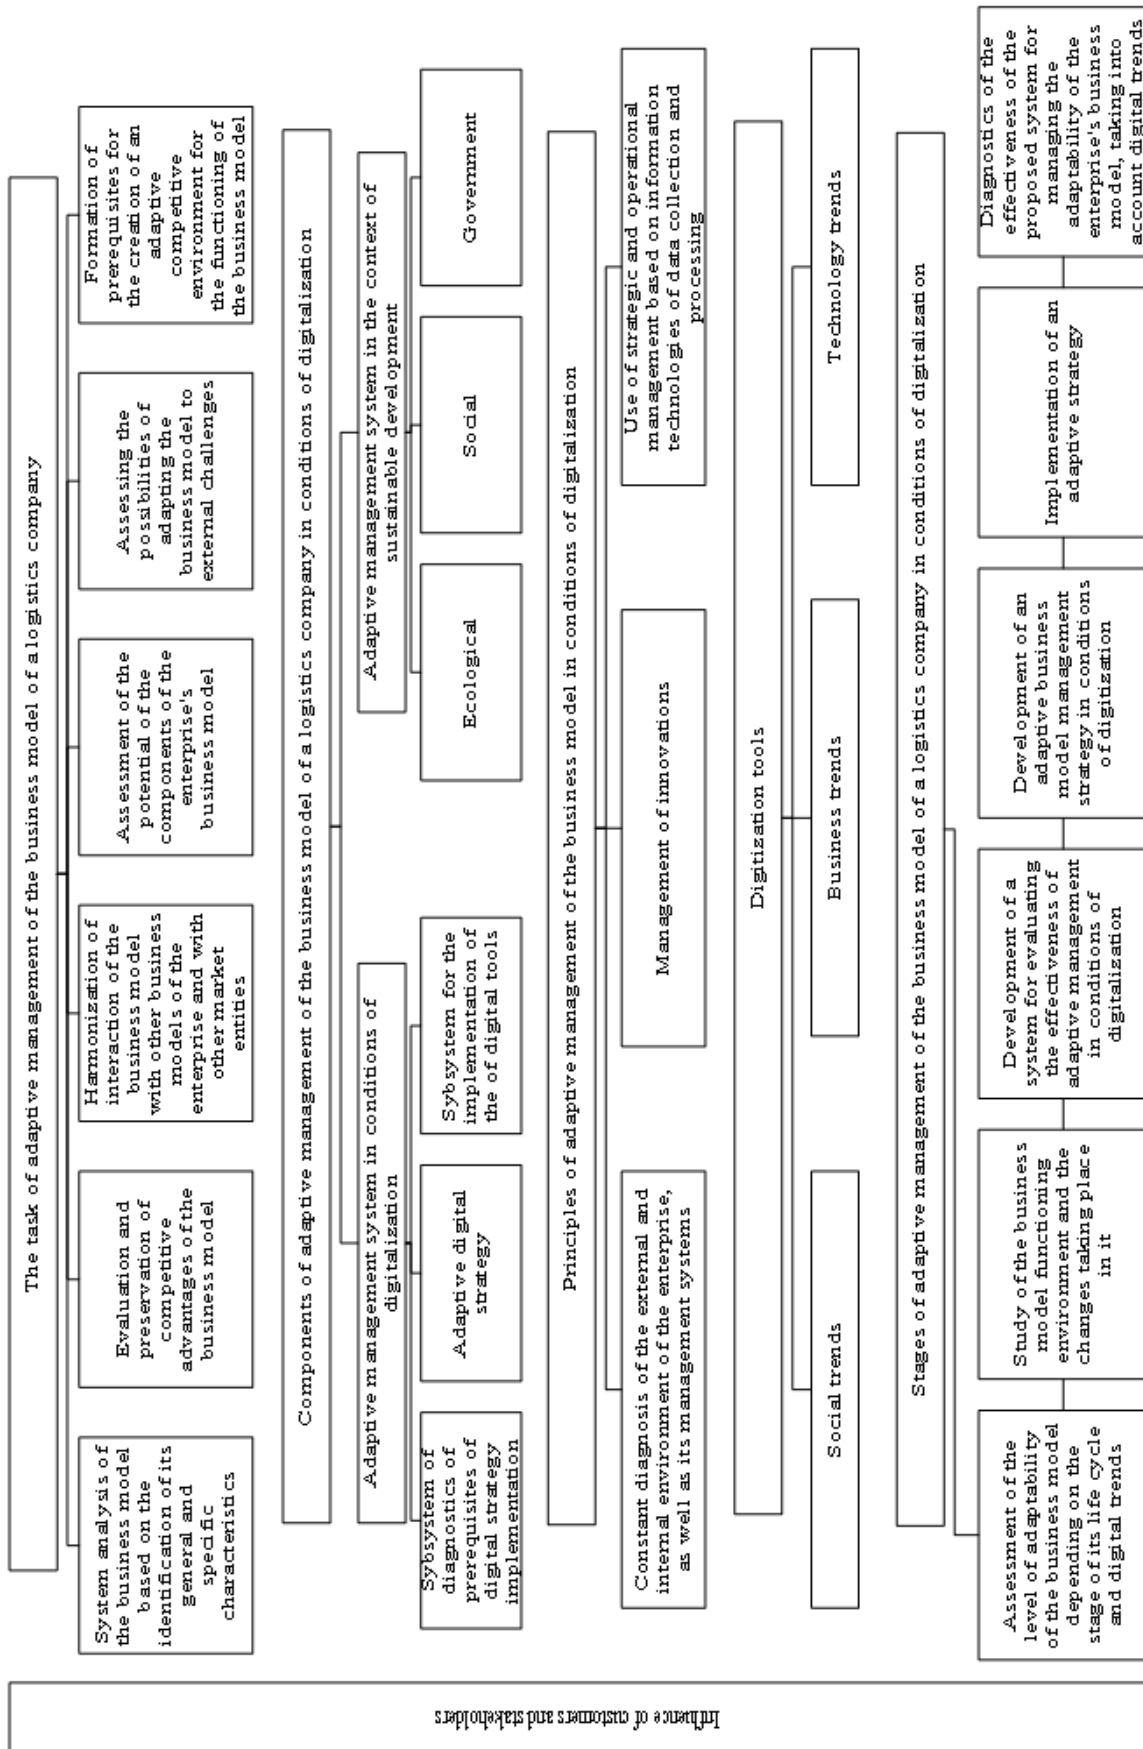 The task of adaptive management of the business model of a logistics company
System analysis of
the business model
based on the
identification of its
general and
specific
characteristics
Evaluation and
preservation of
competitive
advantages of the
business model
Harmonization of
interaction of the
business model
with other business
models of the
enterprise and with
other market
entities
Assessment of the
potential of the
components of the
enterprise's
business model
Assessing the
possibilities of
adapting the
business model to
external challenges
Formation of
prerequisites for
the creation of an
adaptive
competitive
environment for
the functioning of
the business model
Components of adaptive management of the business model of a logistics company in conditions of digitalization
Adaptive management system in conditions of
digitalization
Adaptive management system in the context of
sustainable development
Sybsystem of
diagnostics of
prerequisites of
digital strategy
implementation
Adaptive digital
strategy
Sybsystem for the
implementation of
the of digital tools
Ecological
Social
Government
Principles of adaptive management of the business model in conditions of digitalization
Constant diagnosis of the external and
internal environment of the enterprise,
as well as its management systems
Management of innovations
Use of strategic and operational
management based on information
technologies of data collection and
processing
Digitization tools
Social trends
Business trends
Technology trends
Stages of adaptive management of the business model of a logistics company in conditions of digitalization
Assessment of the
level of adaptability
of the business model
depending on the
stage of its life cycle
and digital trends
Study of the business
model functioning
environment and the
changes taking place
in it
Development of a
system for evaluating
the effectiveness of
adaptive management
in conditions of
digitalization
Development of an
adaptive business
model management
strategy in conditions
of digitization
Implementation of an
adaptive strategy
Diagnostics of the
effectiveness of the
proposed system for
managing the
adaptability of the
enterprise's business
model, taking into
account digital trends
Influence of customers and stakeholders